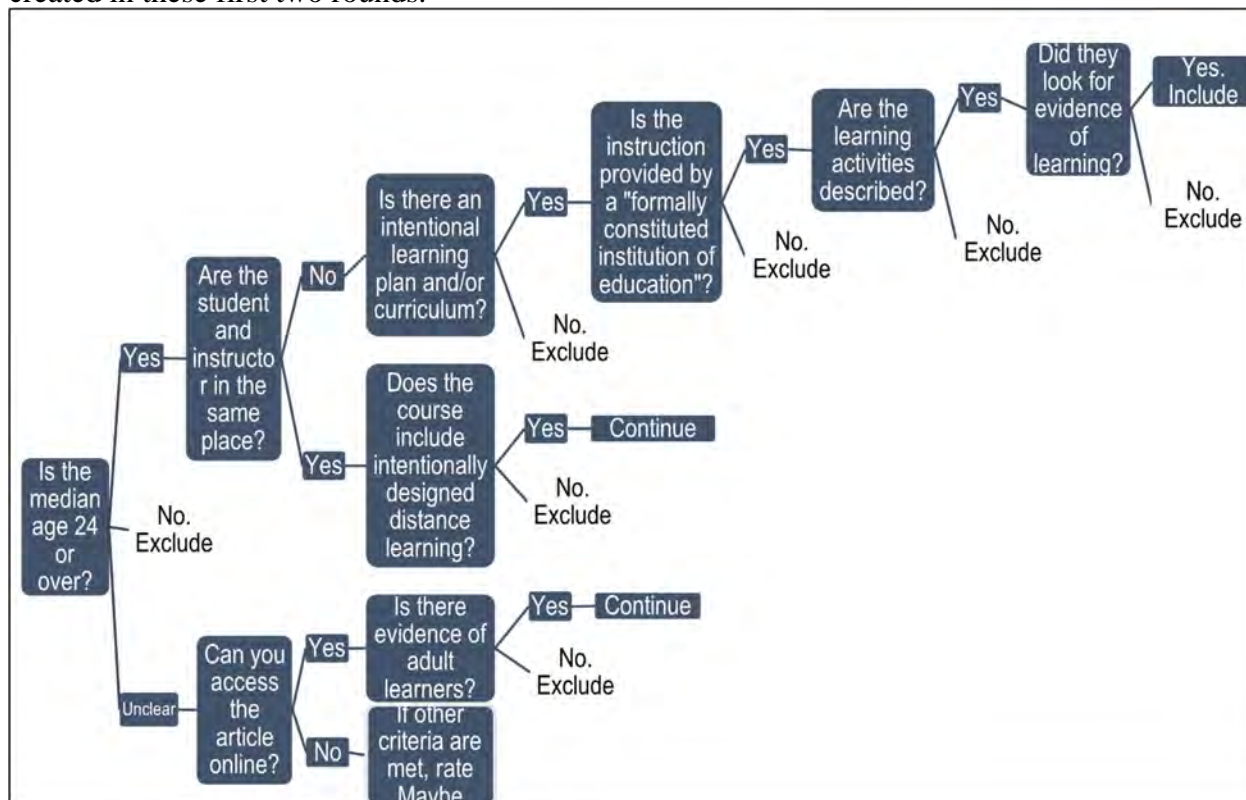 created in these first two rounds.
Is the
median
age 24
or
over?
Yes
No.
Exclude
Unclear
Are the
student
and
instructo
r in the
same
place?
No
Yes
Is there an
intentional
learning
plan and/or
curriculum?
Yes
No.
Exclude
Is the
instruction
provided by
a "formally
constituted
institution of
education"?
Yes
No.
Exclude
Are the
learning
activities
described?
Yes
No.
Exclude
Did they
look for
evidence
of
learning?
Yes.
Include
No.
Exclude
Does the
course
include
intentionally
designed
distance
learning?
Yes
Continue
No.
Exclude
Can you
access
the
article
online?
Yes
No
Is there
evidence of
adult
learners?
Yes
Continue
No.
Exclude
If other
criteria are
met, rate
Maybe